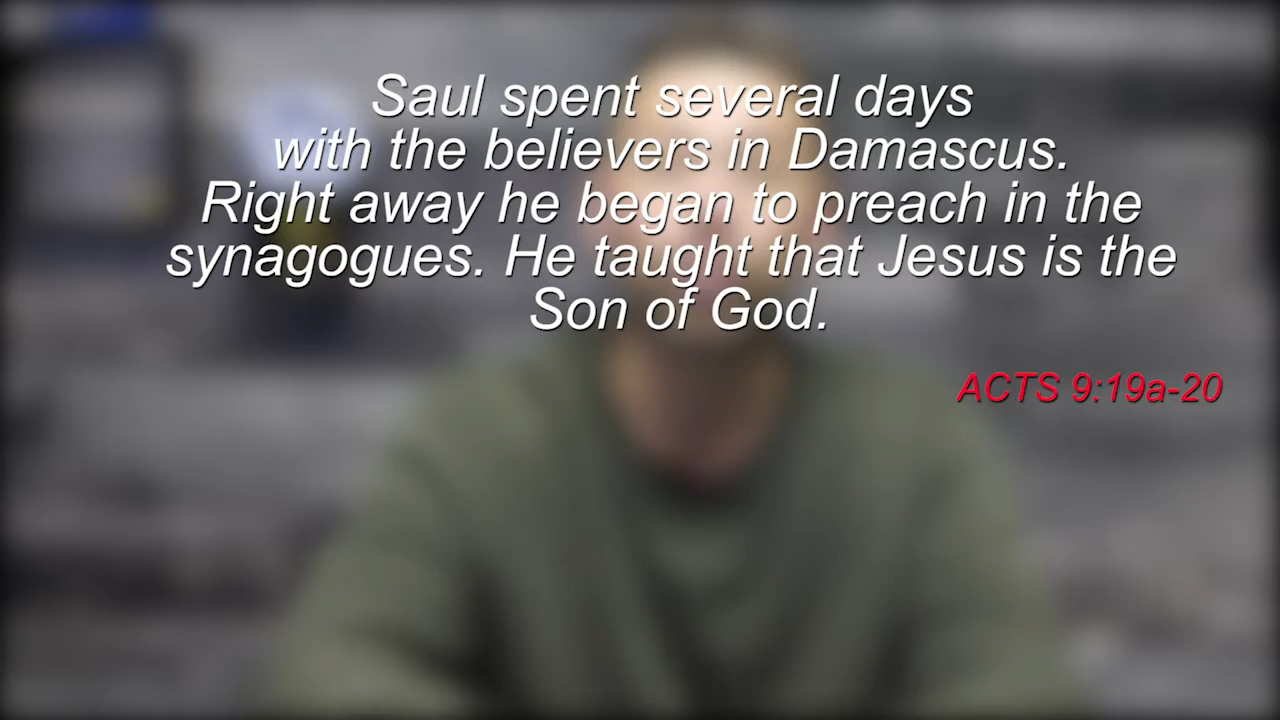 Saul spent several days
with the believers in Damascus.
Right away he began to preach in the
synagogues. He taught that Jesus is the
Son of God.
ACTS 9:19a-20